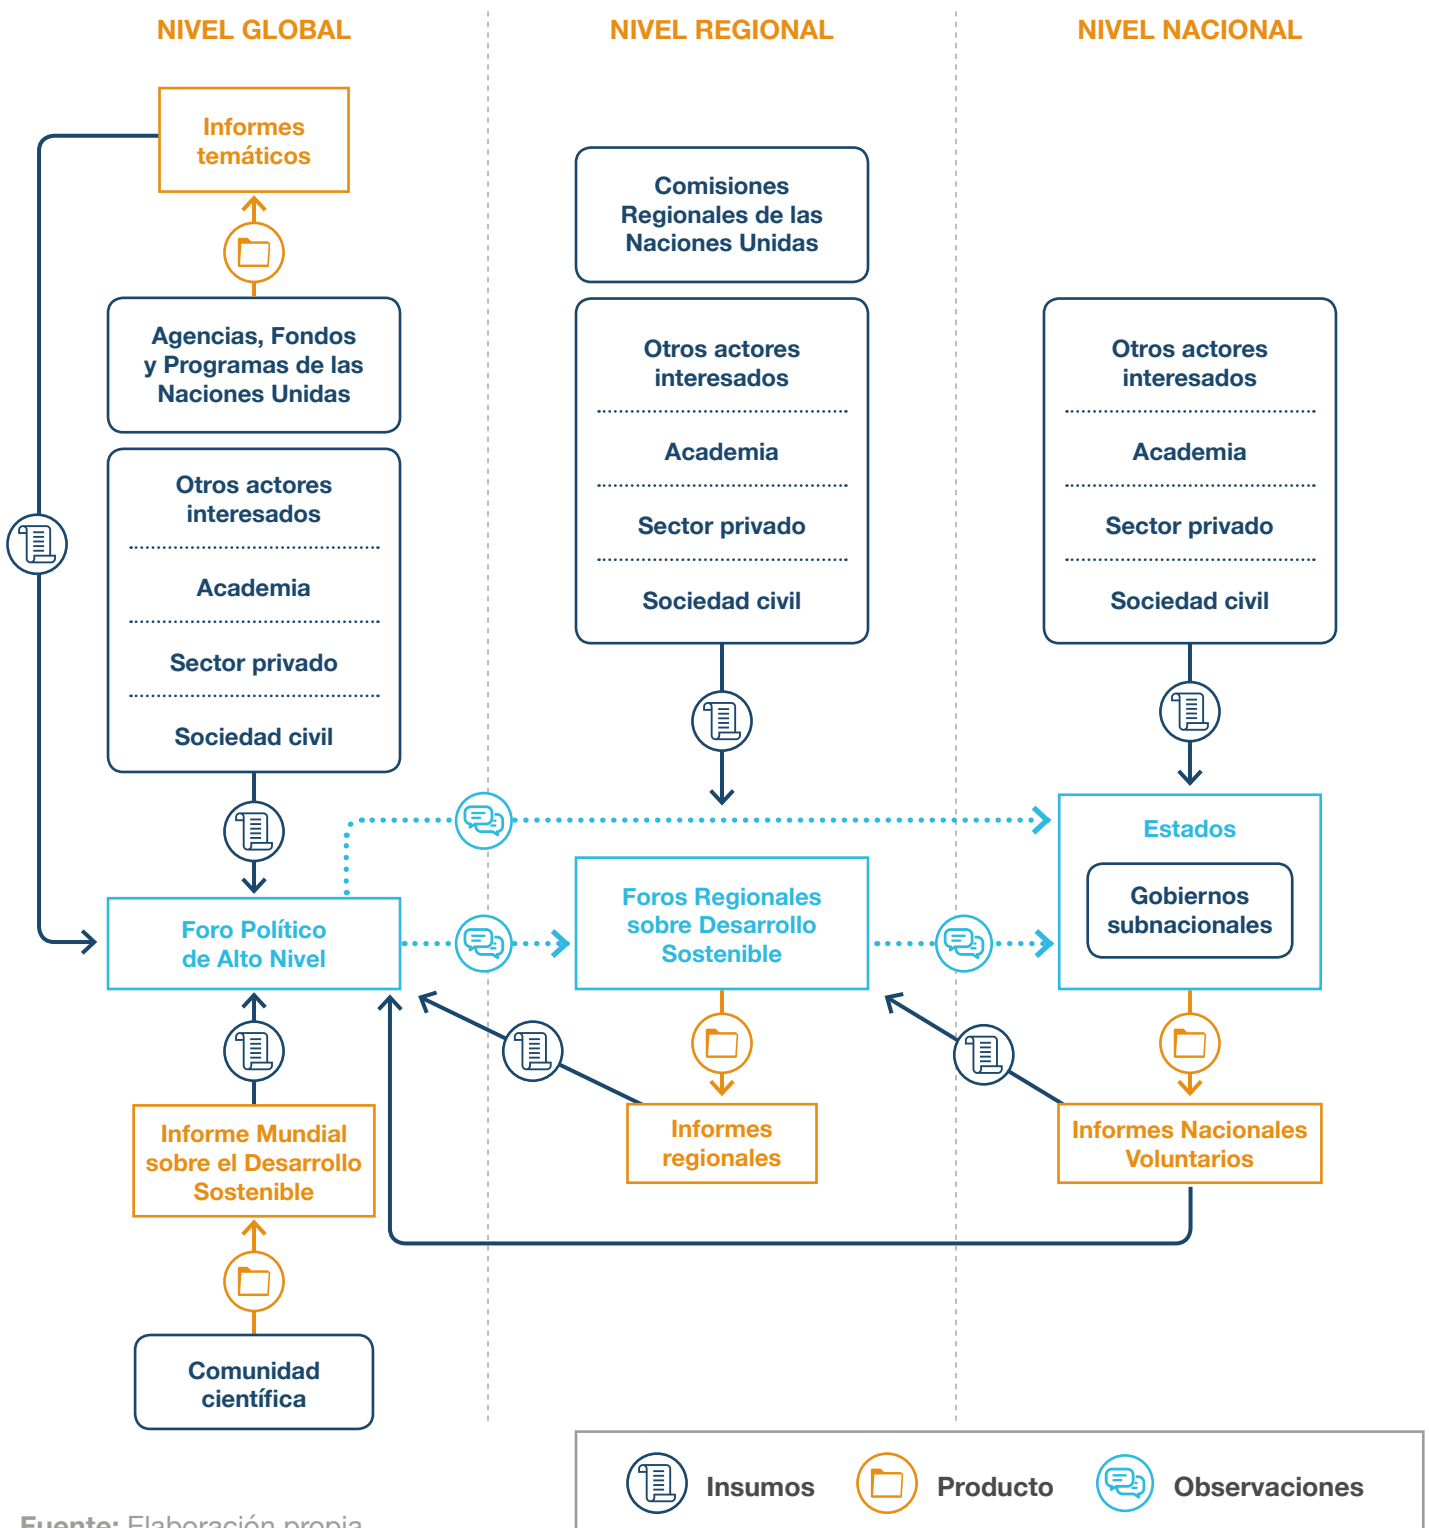 NIVEL GLOBAL
NIVEL REGIONAL
NIVEL NACIONAL
Informes
temáticos
Agencias, Fondos
y Programas de las
Naciones Unidas
Otros actores
interesados
Academia
Sector privado
Sociedad civil
Foro Político
de Alto Nivel
Informe Mundial
sobre el Desarrollo
Sostenible
Comunidad
científica
Comisiones
Regionales de las
Naciones Unidas
Otros actores
interesados
Academia
Sector privado
Sociedad civil
Foros Regionales
sobre Desarrollo
Sostenible
Informes
regionales
Otros actores
interesados
Academia
Sector privado
Sociedad civil
Estados
Gobiernos
subnacionales
Informes Nacionales
Voluntarios
Insumos
Producto
Observaciones
Fuente: Elaboración propia